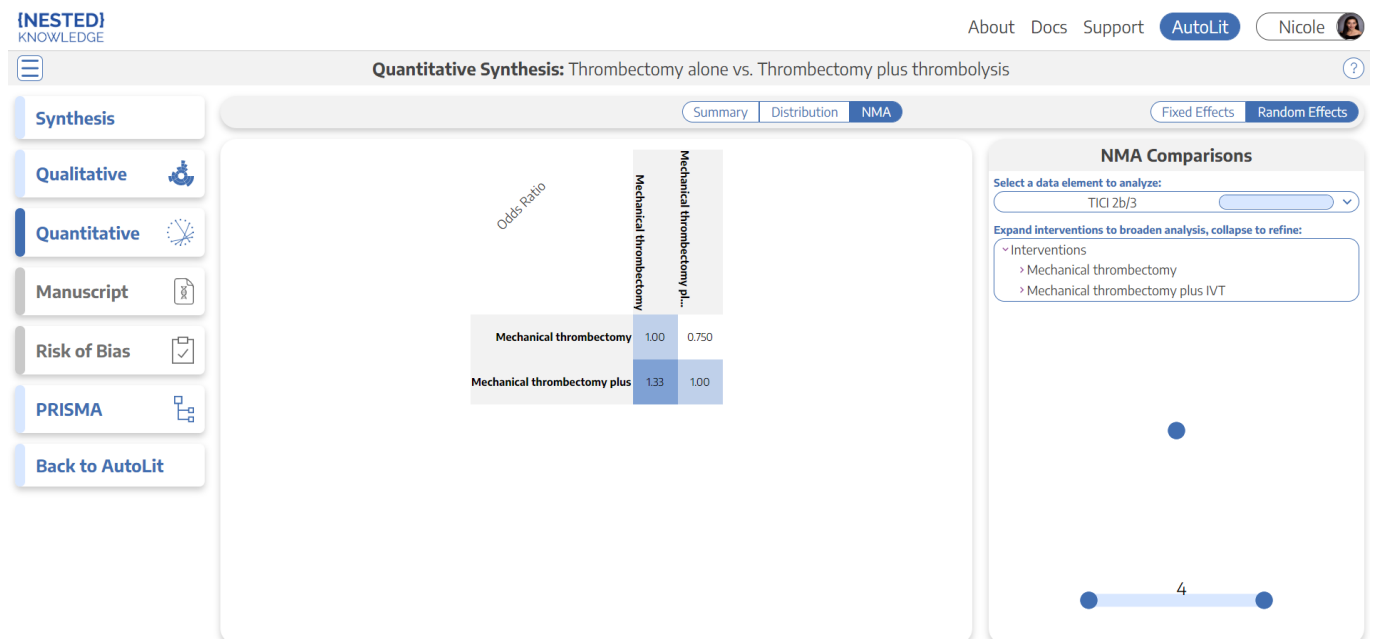 {NESTED}
KNOWLEDGE
About Docs Support AutoLit Nicole
Quantitative Synthesis: Thrombectomy alone vs. Thrombectomy plus thrombolysis
?
Synthesis
Qualitative
Quantitative
Manuscript
Risk of Bias
PRISMA
Back to AutoLit
Summary Distribution NMA
Fixed Effects Random Effects
Odds Ratio
Mechanical thrombectomy
Mechanical thrombectomy pl...
Mechanical thrombectomy 1.00 0.750
Mechanical thrombectomy plus 1.33 1.00
NMA Comparisons
Select a data element to analyze:
TICI 2b/3
Expand interventions to broaden analysis, collapse to refine:
Interventions
Mechanical thrombectomy
Mechanical thrombectomy plus IVT
4